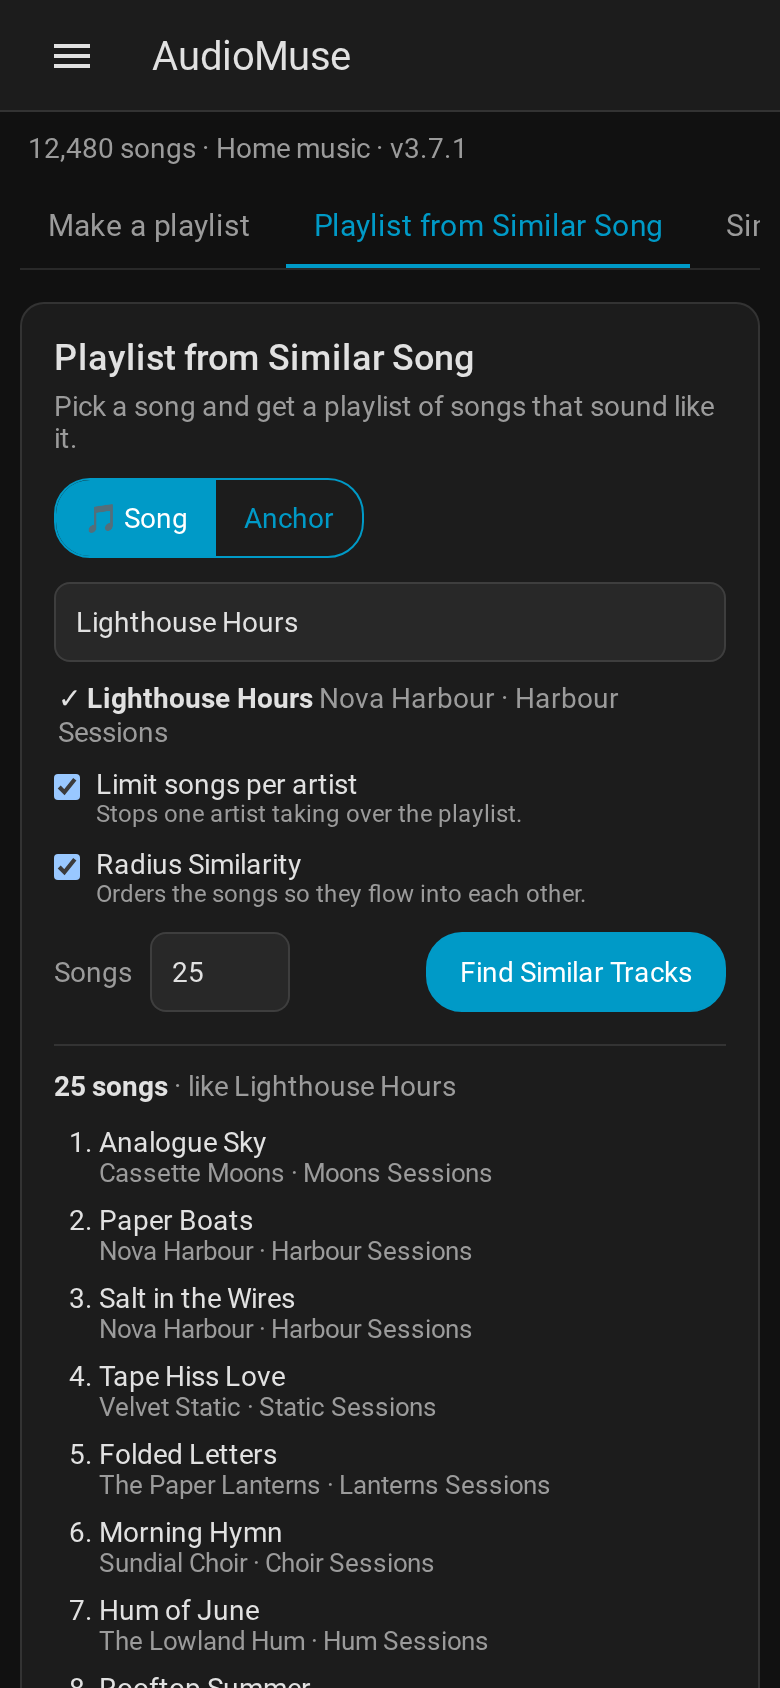 AudioMuse
12,480 songs · Home music · v3.7.1
Make a playlist
Playlist from Similar Song
Playlist from Similar Song
Pick a song and get a playlist of songs that sound like
it.
🎵 Song
Anchor
Lighthouse Hours
✓ Lighthouse Hours Nova Harbour · Harbour
Sessions
Limit songs per artist
Stops one artist taking over the playlist.
Radius Similarity
Orders the songs so they flow into each other.
Songs
25
Find Similar Tracks
25 songs · like Lighthouse Hours
1. Analogue Sky
Cassette Moons · Moons Sessions
2. Paper Boats
Nova Harbour · Harbour Sessions
3. Salt in the Wires
Nova Harbour · Harbour Sessions
4. Tape Hiss Love
Velvet Static · Static Sessions
5. Folded Letters
The Paper Lanterns · Lanterns Sessions
6. Morning Hymn
Sundial Choir · Choir Sessions
7. Hum of June
The Lowland Hum · Hum Sessions
8. Rooftop Summer